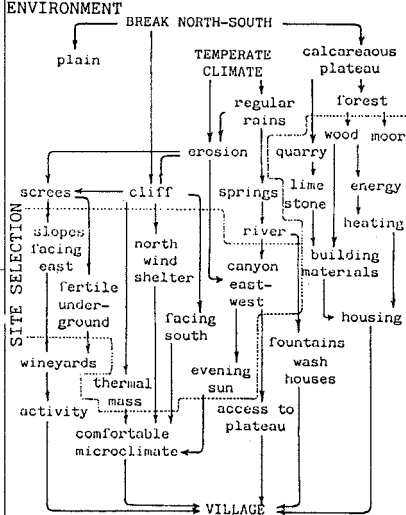 ENVIRONMENT
BREAK NORTH-SOUTH
plain
TEMPERATE
CLIMATE
calcareous
plateau
regular
rains
forest
wood
moor
erosion
quarry
screes
cliff
springs
lime
stone
energy
SITE SELECTION
slopes
facing
east
north
wind
shelter
river
heating
canyon
east-
west
building
materials
fertile
under-
ground
facing
south
housing
fountains
wash
houses
wineyards
thermal
mass
evening
sun
activity
access to
plateau
comfortable
microclimate
VILLAGE